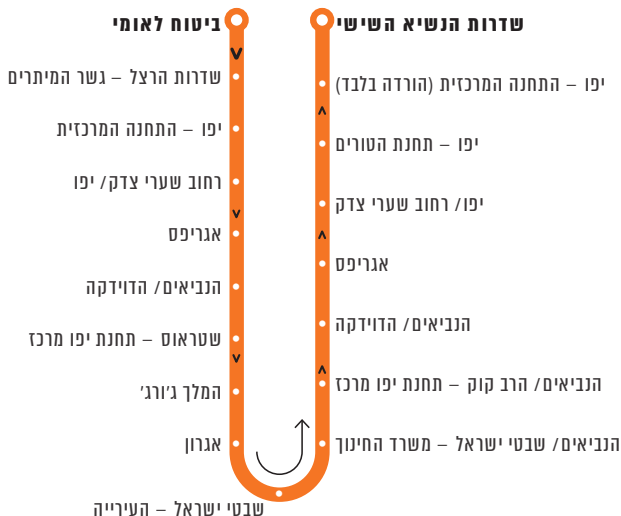 ביטוח לאומי
שדרות הרצל – גשר המיתרים
יפו – התחנה המרכזית
רחוב שערי צדק/ יפו
אגריפס
הנביאים/ הדוידקה
שטראוס – תחנת יפו מרכז
המלך ג'ורג'
אגרון
שבטי ישראל – העירייה
הנביאים/ שבטי ישראל – משרד החינוך
הנביאים/ הרב קוק – תחנת יפו מרכז
הנביאים/ הדוידקה
אגריפס
יפו/ רחוב שערי צדק
יפו – תחנת הטורים
יפו – התחנה המרכזית (הורדה בלבד)
שדרות הנשיא השישי